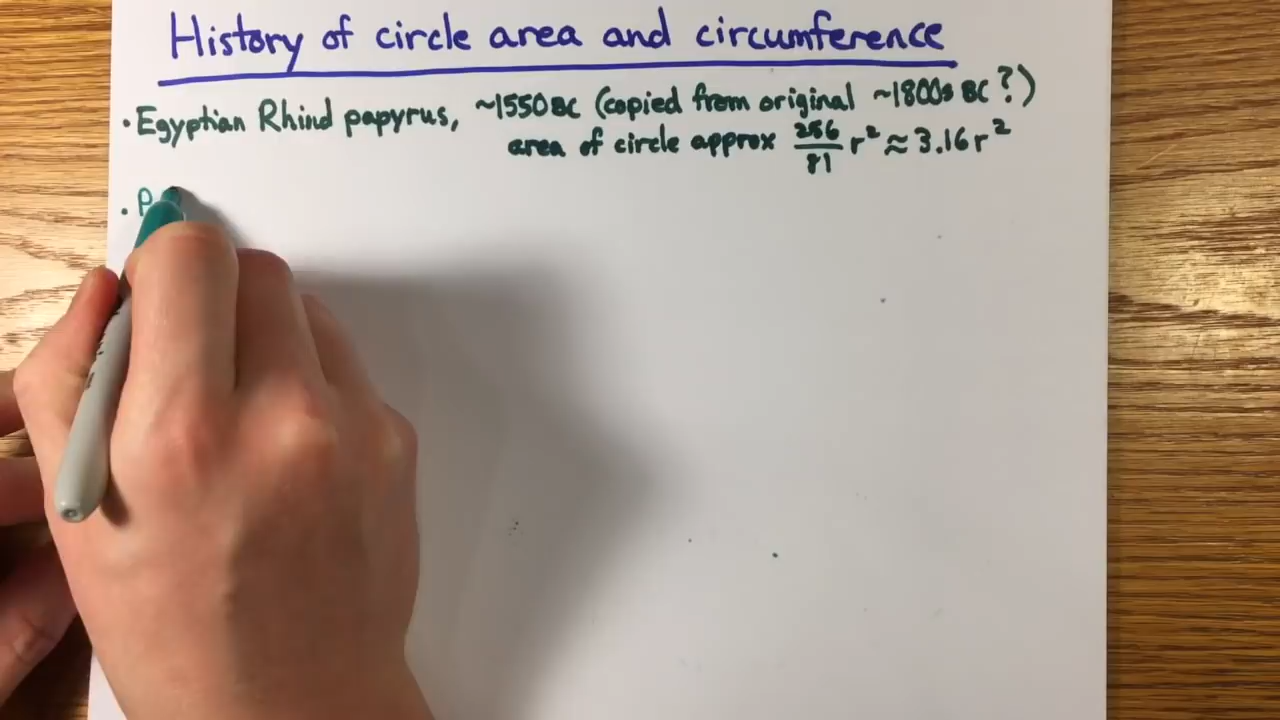 History of circle area and circumference
• Egyptian Rhind papyrus, ~1550 BC (copied from original ~1800s BC?)
area of circle approx 256/81 r² ≈ 3.16 r²